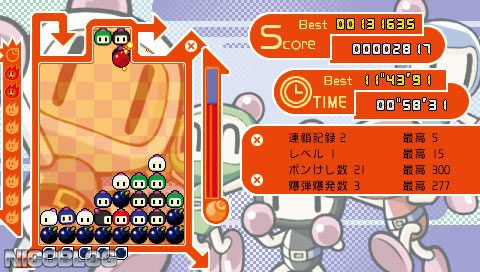 Best 00131635
Score 00002817
Best 11"43'91
TIME 00"58'31
連鎖記録 2 最高 5
レベル 1 最高 15
ボンけし数 21 最高 300
爆弾爆発数 3 最高 277
NICOBLOG